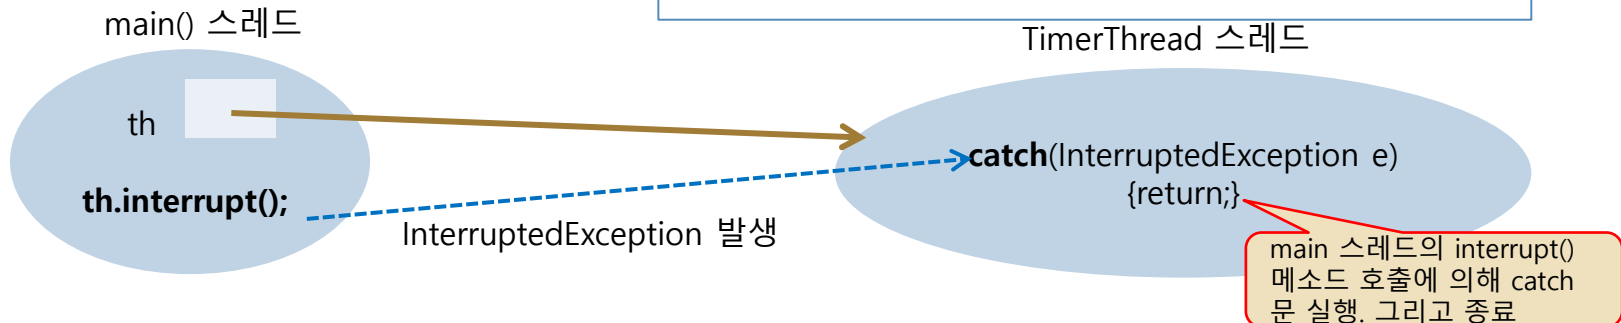 main() 스레드
TimerThread 스레드
th
th.interrupt();
InterruptedException 발생
catch(InterruptedException e)
{return;}
main 스레드의 interrupt()
메소드 호출에 의해 catch
문 실행. 그리고 종료